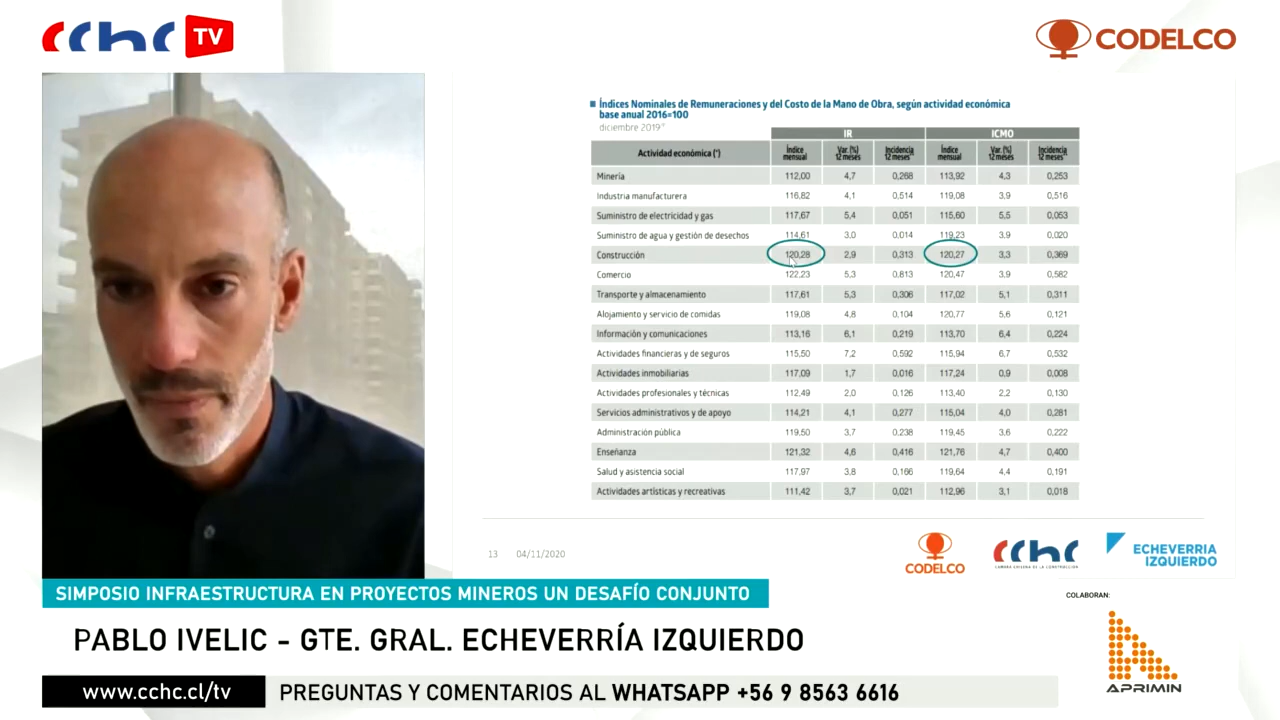 cchc TV
CODELCO
Índices Nominales de Remuneraciones y del Costo de la Mano de Obra, según actividad económica
base anual 2016=100
diciembre 2019
IR ICMO
Actividad económica (*) Índice mensual Var. (%) 12 meses Incidencia 12 meses Índice mensual Var. (%) 12 meses Incidencia 12 meses
Minería 112,00 4,7 0,268 113,92 4,3 0,253
Industria manufacturera 116,82 4,1 0,514 119,08 3,9 0,516
Suministro de electricidad y gas 117,67 5,4 0,051 115,60 5,5 0,053
Suministro de agua y gestión de desechos 114,61 3,0 0,014 119,23 3,9 0,020
Construcción 120,28 2,9 0,313 120,27 3,3 0,369
Comercio 122,23 5,3 0,813 120,47 3,9 0,582
Transporte y almacenamiento 117,61 5,3 0,306 117,02 5,1 0,311
Alojamiento y servicio de comidas 119,08 4,8 0,104 120,77 5,6 0,121
Información y comunicaciones 113,16 6,1 0,219 113,70 6,4 0,224
Actividades financieras y de seguros 115,50 7,2 0,592 115,94 6,7 0,532
Actividades inmobiliarias 117,09 1,7 0,016 117,24 0,9 0,008
Actividades profesionales y técnicas 112,49 2,0 0,126 113,40 2,2 0,130
Servicios administrativos y de apoyo 114,21 4,1 0,277 115,04 4,0 0,281
Administración pública 119,50 3,7 0,238 119,45 3,6 0,222
Enseñanza 121,32 4,6 0,416 121,76 4,7 0,400
Salud y asistencia social 117,97 3,8 0,166 119,64 4,4 0,191
Actividades artísticas y recreativas 111,42 3,7 0,021 112,96 3,1 0,018
13 04/11/2020
CODELCO
cchc
CÁMARA CHILENA DE LA CONSTRUCCIÓN
ECHEVERRIA
IZQUIERDO
SIMPOSIO INFRAESTRUCTURA EN PROYECTOS MINEROS UN DESAFÍO CONJUNTO
COLABORAN:
PABLO IVELIC - GTE. GRAL. ECHEVERRÍA IZQUIERDO
APRIMIN
www.cchc.cl/tv
PREGUNTAS Y COMENTARIOS AL WHATSAPP +56 9 8563 6616